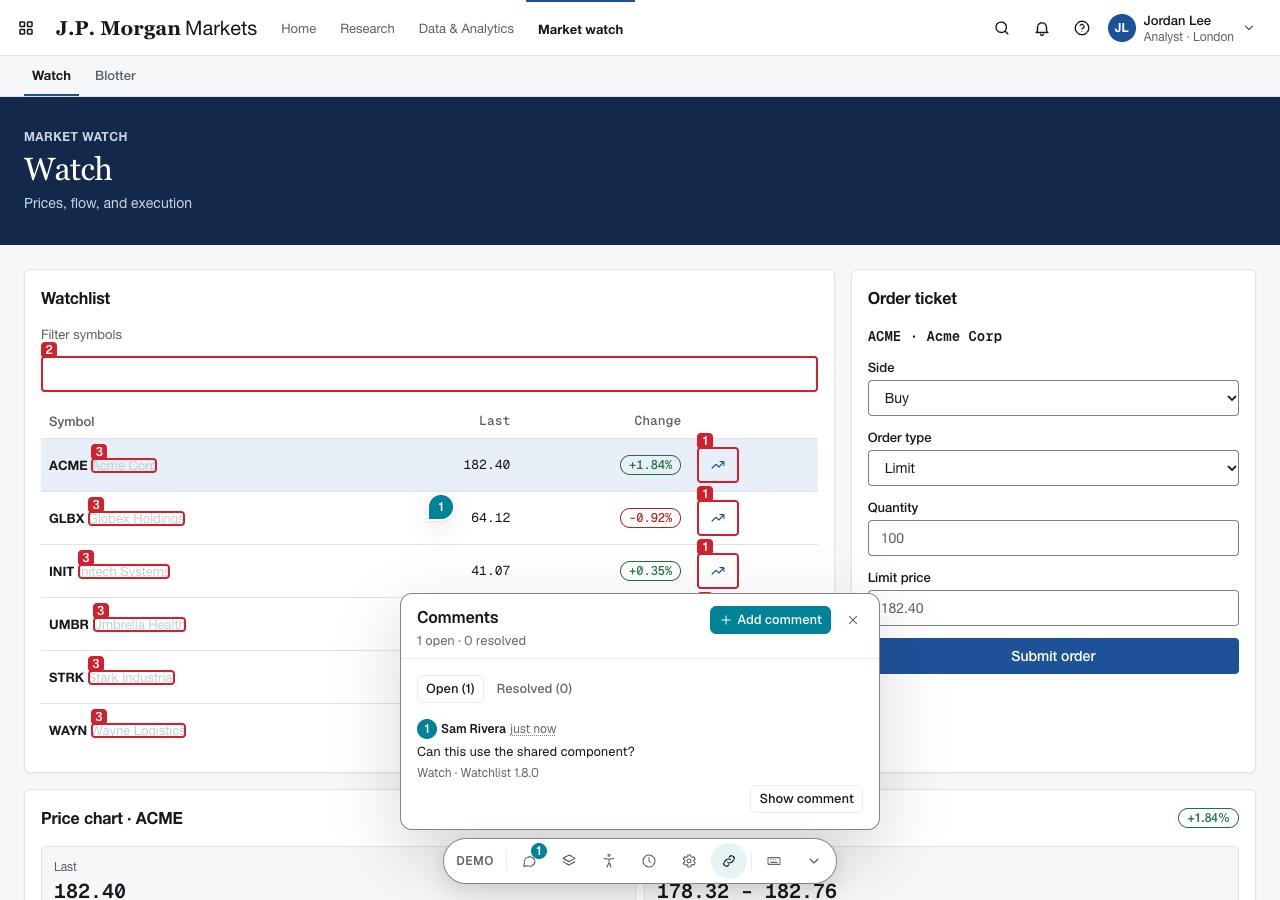 J.P. Morgan Markets
Home
Research
Data & Analytics
Market watch
JL
Jordan Lee
Analyst · London
Watch
Blotter
MARKET WATCH
Watch
Prices, flow, and execution
Watchlist
Filter symbols
2
Symbol
Last
Change
3
1
ACME Acme Corp
182.40
+1.84%
3
1
GLBX Globex Holdings
1
64.12
-0.92%
3
1
INIT Initech Systems
41.07
+0.35%
3
UMBR Umbrella Health
3
STRK Stark Industrial
3
WAYN Wayne Logistics
Order ticket
ACME · Acme Corp
Side
Buy
Order type
Limit
Quantity
100
Limit price
182.40
Submit order
Comments
1 open · 0 resolved
Add comment
Open (1)
Resolved (0)
1 Sam Rivera just now
Can this use the shared component?
Watch · Watchlist 1.8.0
Show comment
Price chart · ACME
+1.84%
Last
182.40
178.32 – 182.76
DEMO
1